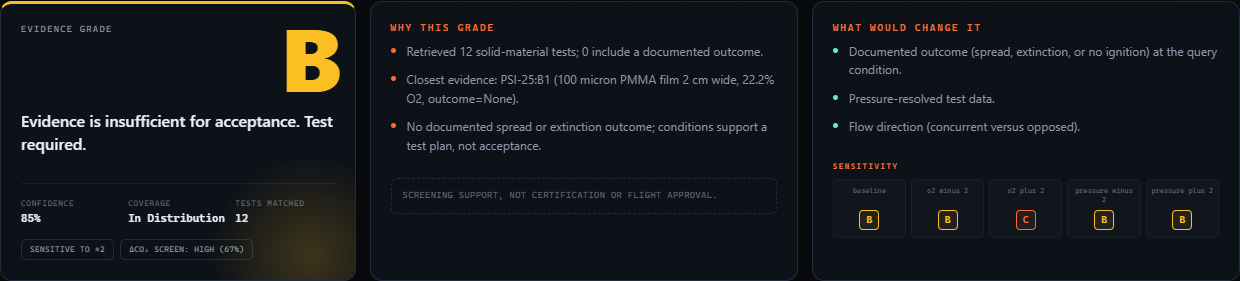 EVIDENCE GRADE
B
Evidence is insufficient for acceptance. Test
required.
CONFIDENCE
85%
COVERAGE
In Distribution
TESTS MATCHED
12
SENSITIVE TO ±2
ΔCO₂ SCREEN: HIGH (67%)
WHY THIS GRADE
Retrieved 12 solid-material tests; 0 include a documented outcome.
Closest evidence: PSI-25:B1 (100 micron PMMA film 2 cm wide, 22.2%
O2, outcome=None).
No documented spread or extinction outcome; conditions support a
test plan, not acceptance.
SCREENING SUPPORT, NOT CERTIFICATION OR FLIGHT APPROVAL.
WHAT WOULD CHANGE IT
Documented outcome (spread, extinction, or no ignition) at the query
condition.
Pressure-resolved test data.
Flow direction (concurrent versus opposed).
SENSITIVITY
baseline
B
o2 minus 2
B
o2 plus 2
C
pressure minus
2
B
pressure plus 2
B